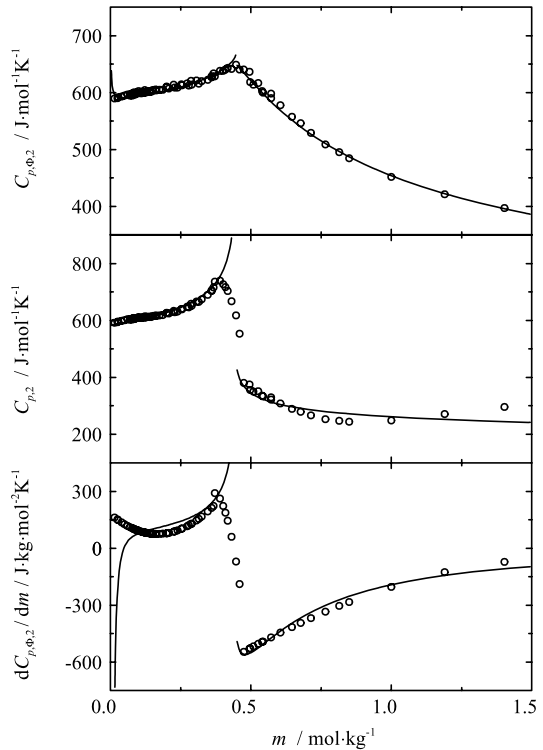 700
600
500
400
C_{p,Φ,2} / J·mol⁻¹K⁻¹
800
600
400
200
C_{p,2} / J·mol⁻¹K⁻¹
300
0
-300
-600
dC_{p,Φ,2}/dm / J·kg·mol⁻²K⁻¹
0.0 0.5 1.0 1.5
m / mol·kg⁻¹